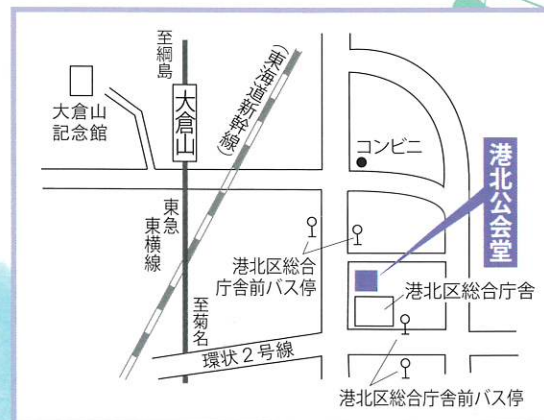 至綱島
大倉山
(東海道新幹線)
大倉山
記念館
コンビニ
港北公会堂
東急
東横線
港北区総合
庁舎前バス停
港北区総合庁舎
至菊名
環状2号線
港北区総合庁舎前バス停